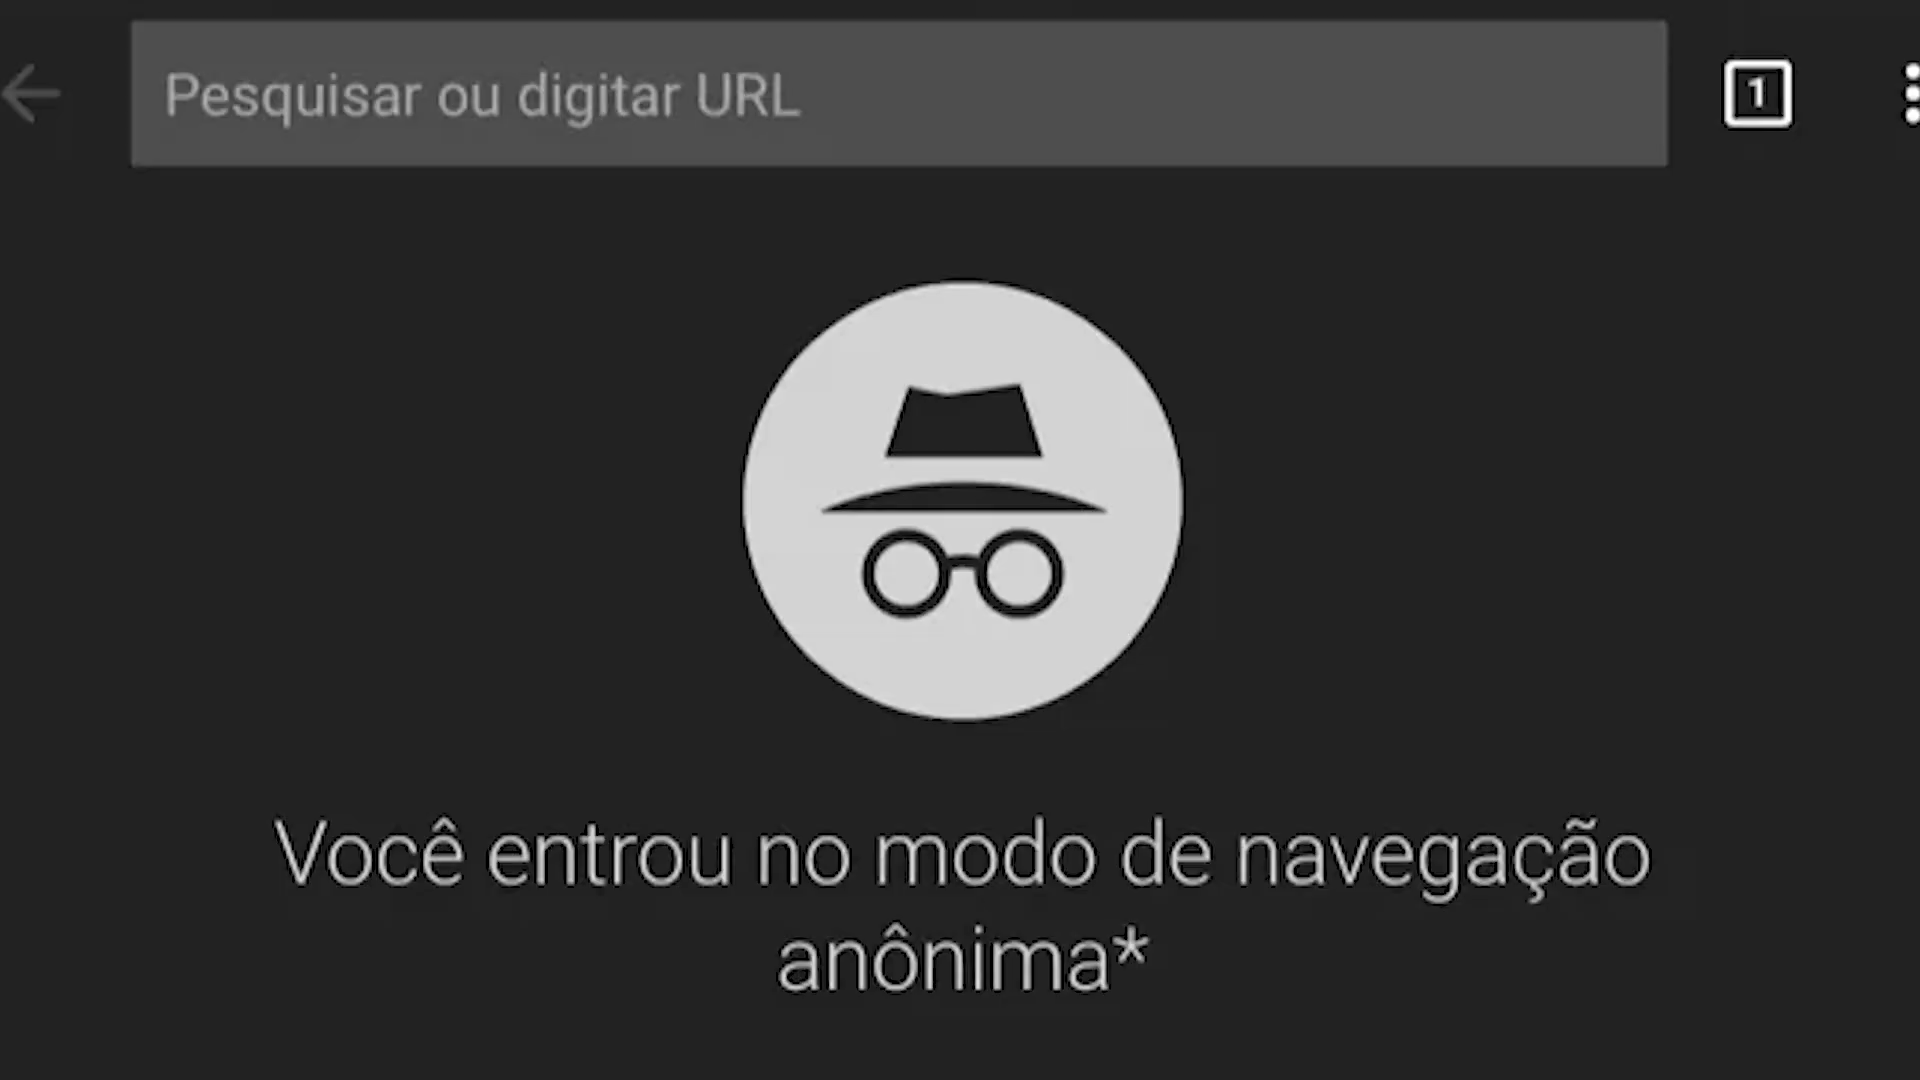 Pesquisar ou digitar URL
1
Você entrou no modo de navegação
anônima*